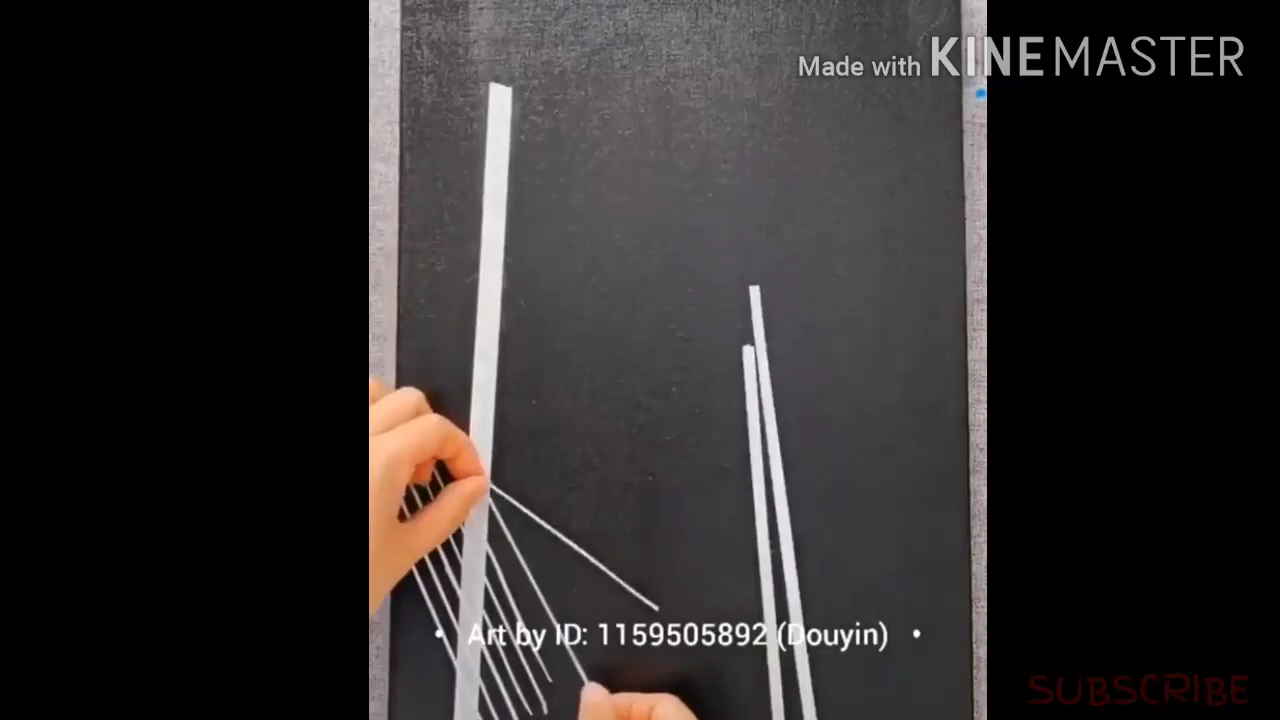 Made with KINEMASTER
• Art by ID: 1159505892 (Douyin) •
SUBSCRIBE